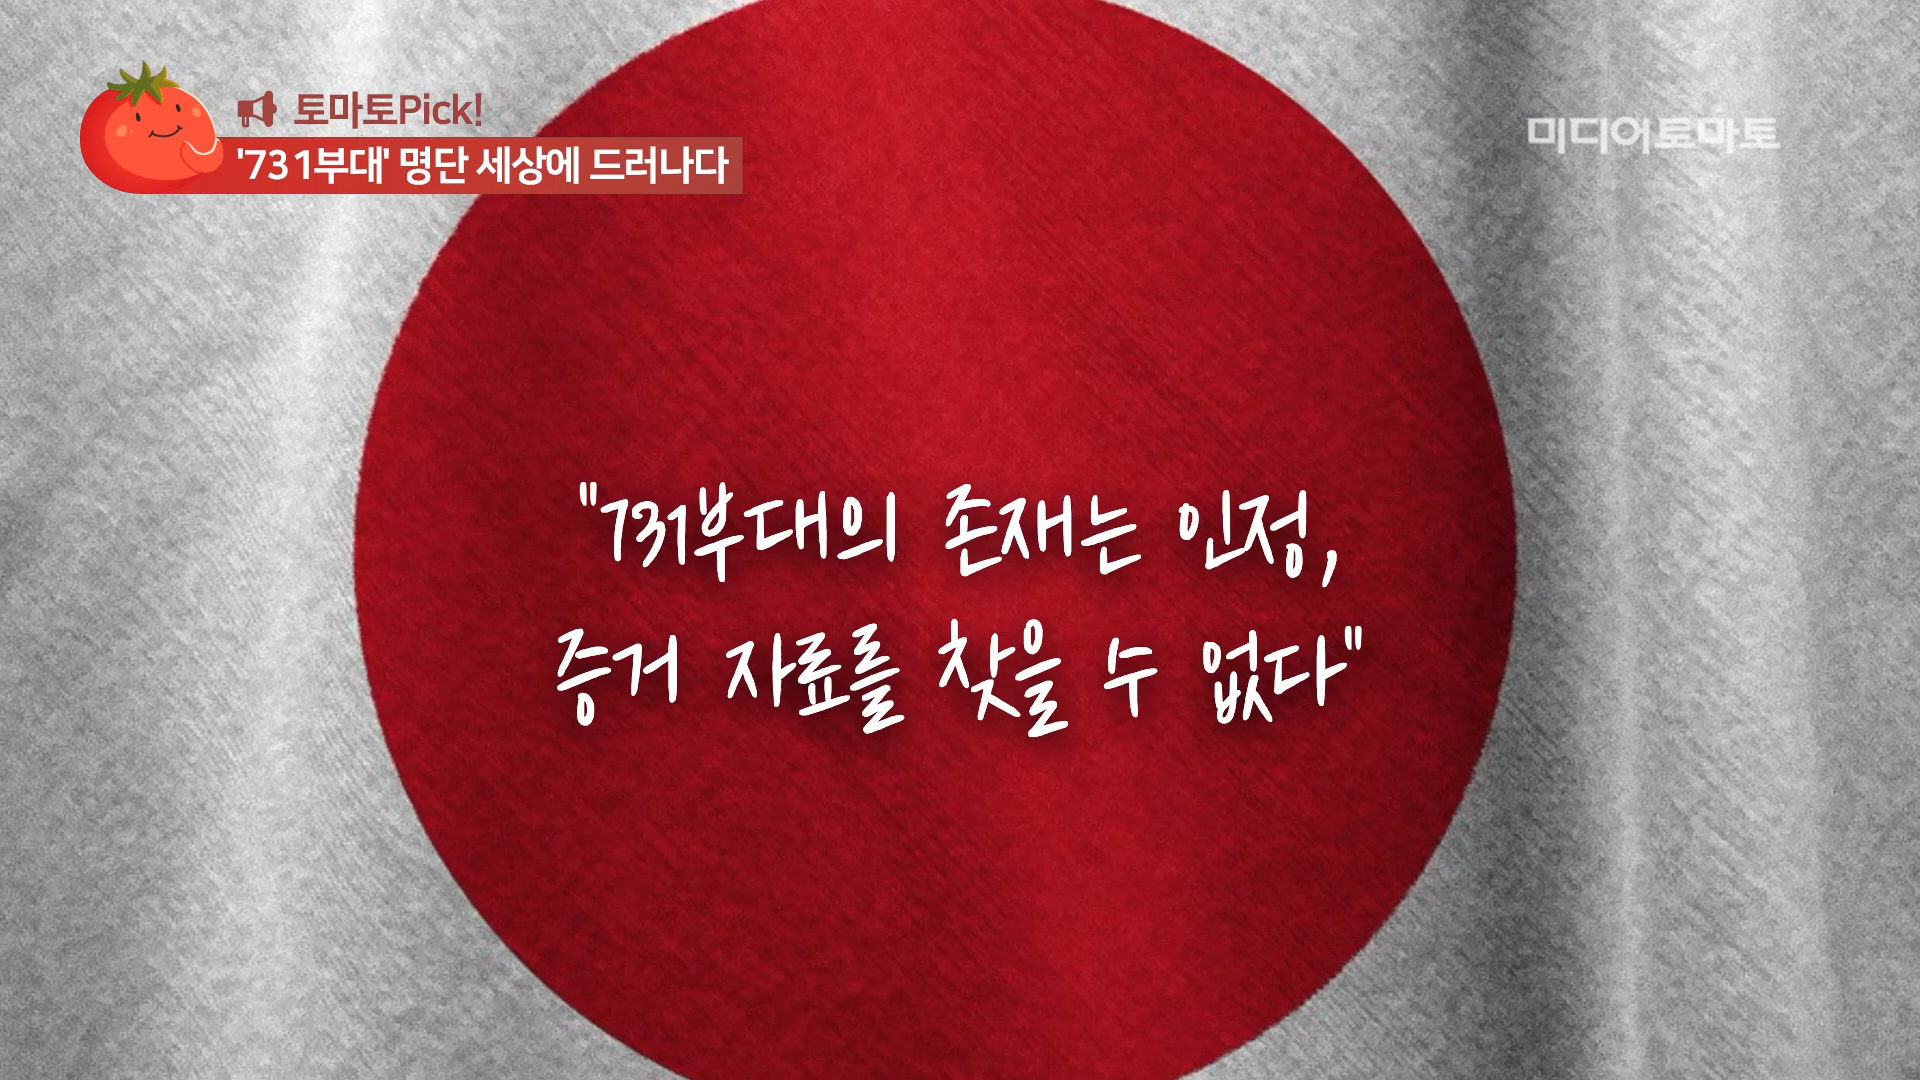 토마토Pick!
'731부대' 명단 세상에 드러나다
미디어토마토
"731부대의 존재는 인정,
증거 자료를 찾을 수 없다"